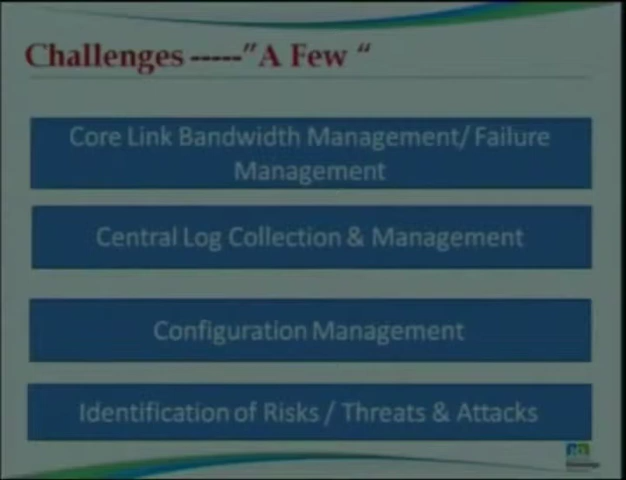 Challenges -----”A Few “
Core Link Bandwidth Management/ Failure
Management
Central Log Collection & Management
Configuration Management
Identification of Risks / Threats & Attacks